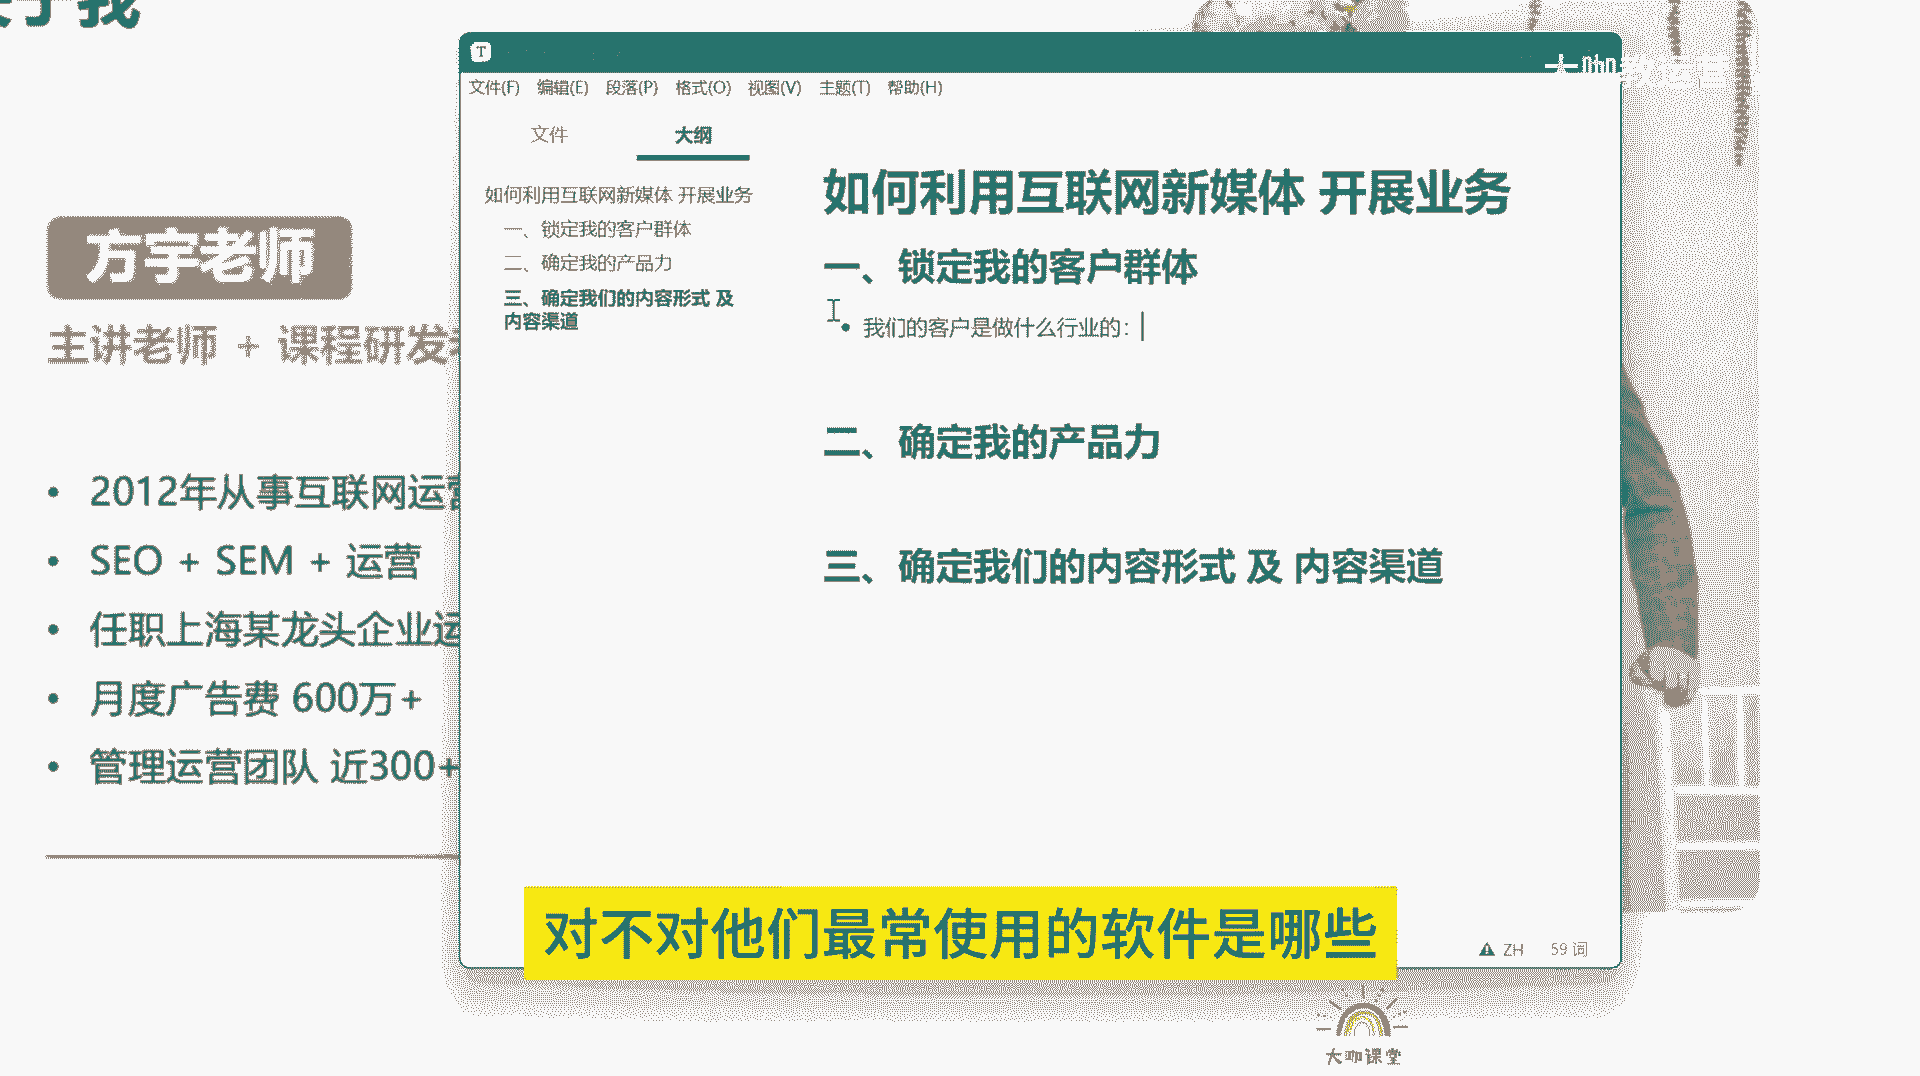 于我
方宇老师
主讲老师 + 课程研发
2012年从事互联网运营
SEO + SEM + 运营
任职上海某龙头企业运
月度广告费 600万+
管理运营团队 近300+
T
文件(F) 编辑(E) 段落(P) 格式(O) 视图(V) 主题(T) 帮助(H)
文件 大纲
如何利用互联网新媒体 开展业务
一、锁定我的客户群体
二、确定我的产品力
三、确定我们的内容形式 及
内容渠道
如何利用互联网新媒体 开展业务
一、锁定我的客户群体
我们的客户是做什么行业的：
二、确定我的产品力
三、确定我们的内容形式 及 内容渠道
对不对他们最常使用的软件是哪些
ZH 59 词
大咖课堂